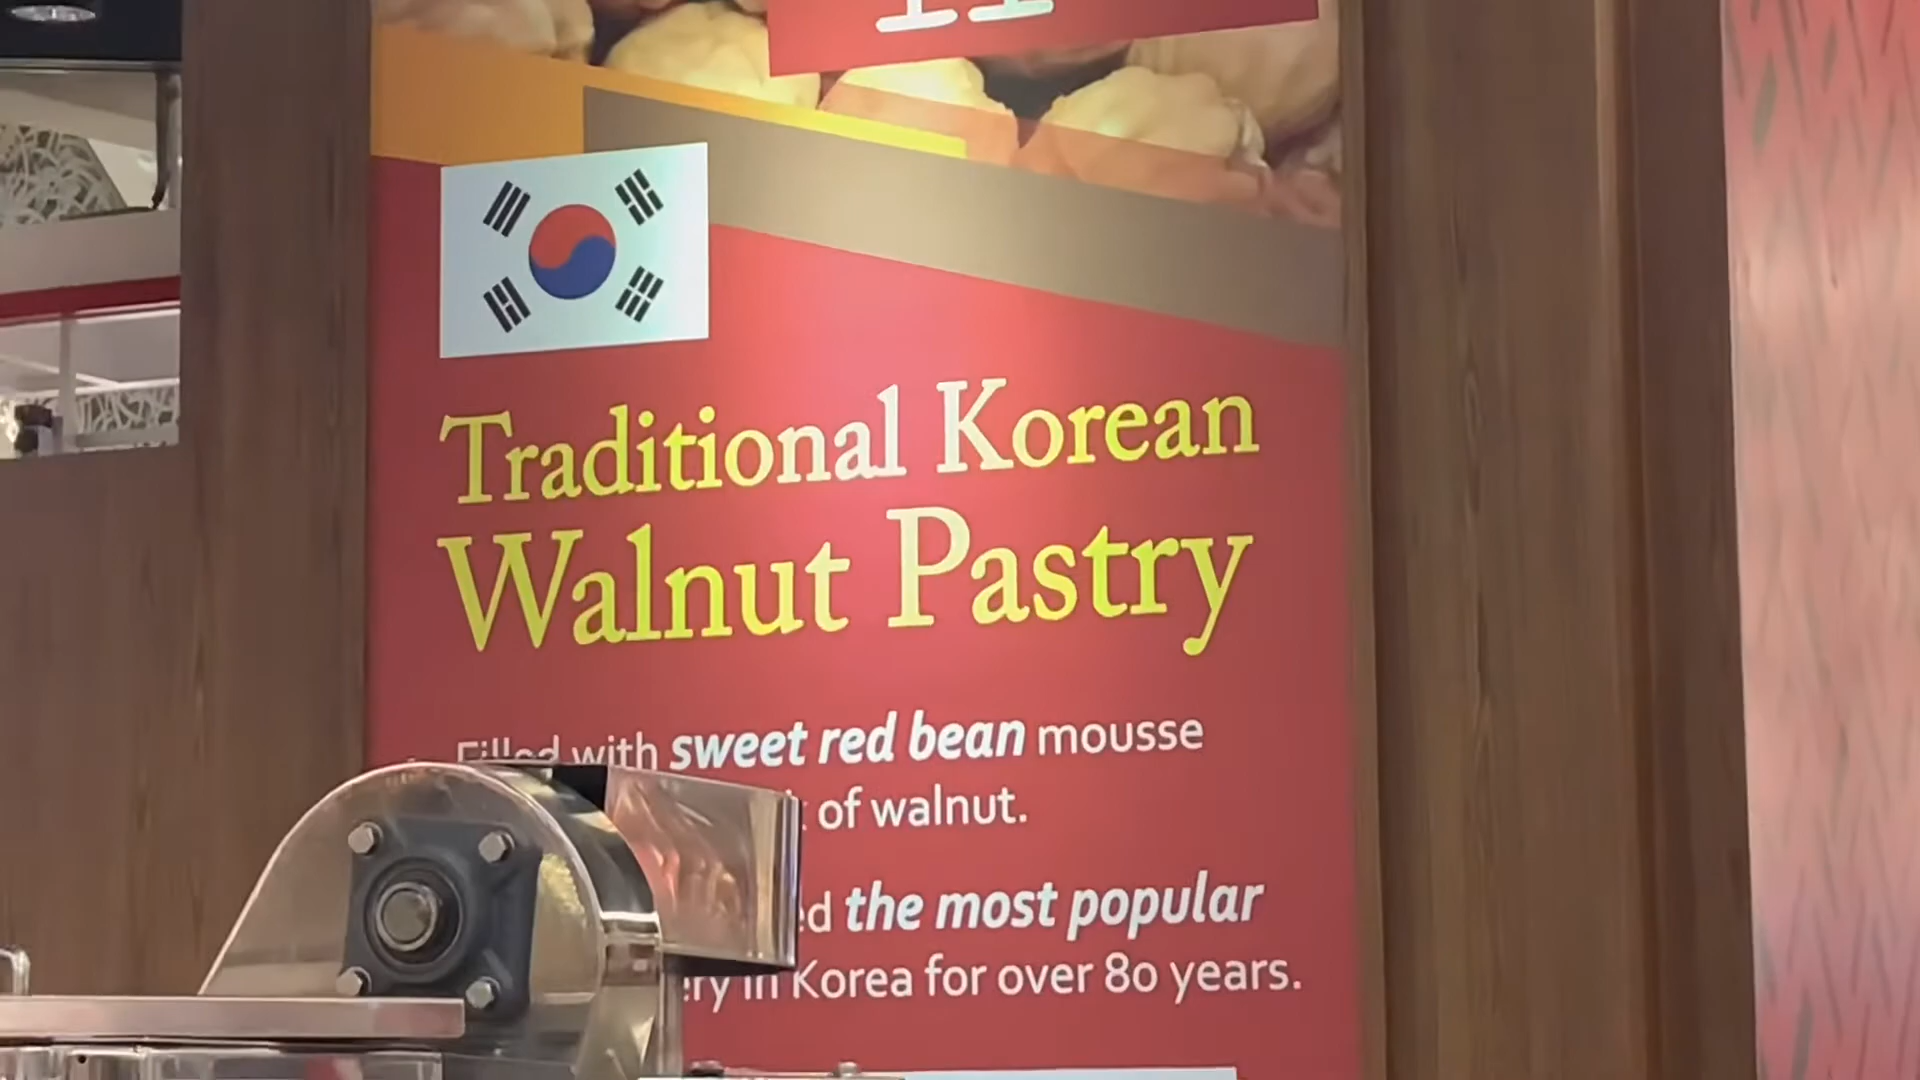 Traditional Korean
Walnut Pastry
Filled with sweet red bean mousse
of walnut.
the most popular
in Korea for over 80 years.